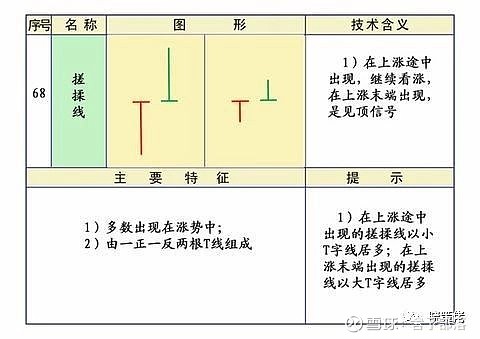 序号 名称 图形 技术含义
68
搓揉线
1）在上涨途中
出现，继续看涨，
在上涨末端出现，
是见顶信号
主要特征 提示
1）多数出现在涨势中；
2）由一正一反两根T线组成
1）在上涨途中
出现的搓揉线以小
T字线居多；在上
涨末端出现的搓揉
线以大T字线居多